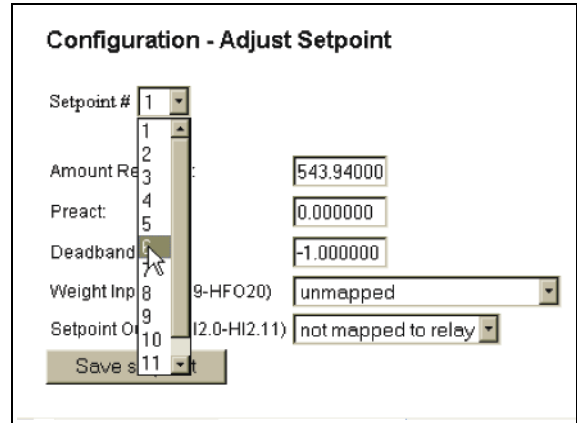 Configuration - Adjust Setpoint
Setpoint # 1
1
2
3
4
5
6
7
8
9
10
11
Amount Re : 543.94000
Preact: 0.000000
Deadband -1.000000
Weight Inp 9-HFO20) unmapped
Setpoint O I2.0-HI2.11) not mapped to relay
Save s t